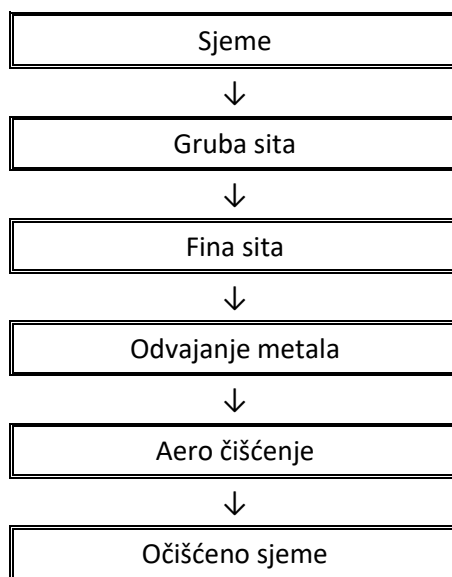 Sjeme
↓
Gruba sita
↓
Fina sita
↓
Odvajanje metala
↓
Aero čišćenje
↓
Očišćeno sjeme